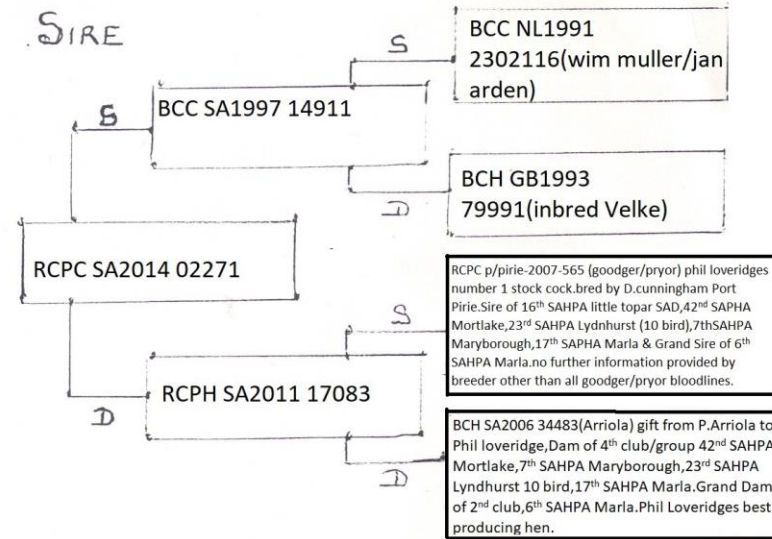 SIRE
S
BCC NL1991
2302116(wim muller/jan
arden)
S
BCC SA1997 14911
D
BCH GB1993
79991(inbred Velke)
RCPC SA2014 02271
RCPC p/pirie-2007-565 (goodger/pryor) phil loveridges
number 1 stock cock.bred by D.cunningham Port
Pirie.Sire of 16th SAHPA little topar SAD,42nd SAPHA
Mortlake,23rd SAHPA Lydnhurst (10 bird),7thSAHPA
Maryborough,17th SAPHA Marla & Grand Sire of 6th
SAHPA Marla.no further information provided by
breeder other than all goodger/pryor bloodlines.
S
D
RCPH SA2011 17083
D
BCH SA2006 34483(Arriola) gift from P.Arriola to
Phil loveridge,Dam of 4th club/group 42nd SAHPA
Mortlake,7th SAHPA Maryborough,23rd SAHPA
Lyndhurst 10 bird,17th SAHPA Marla.Grand Dam
of 2nd club,6th SAHPA Marla.Phil Loveridges best
producing hen.